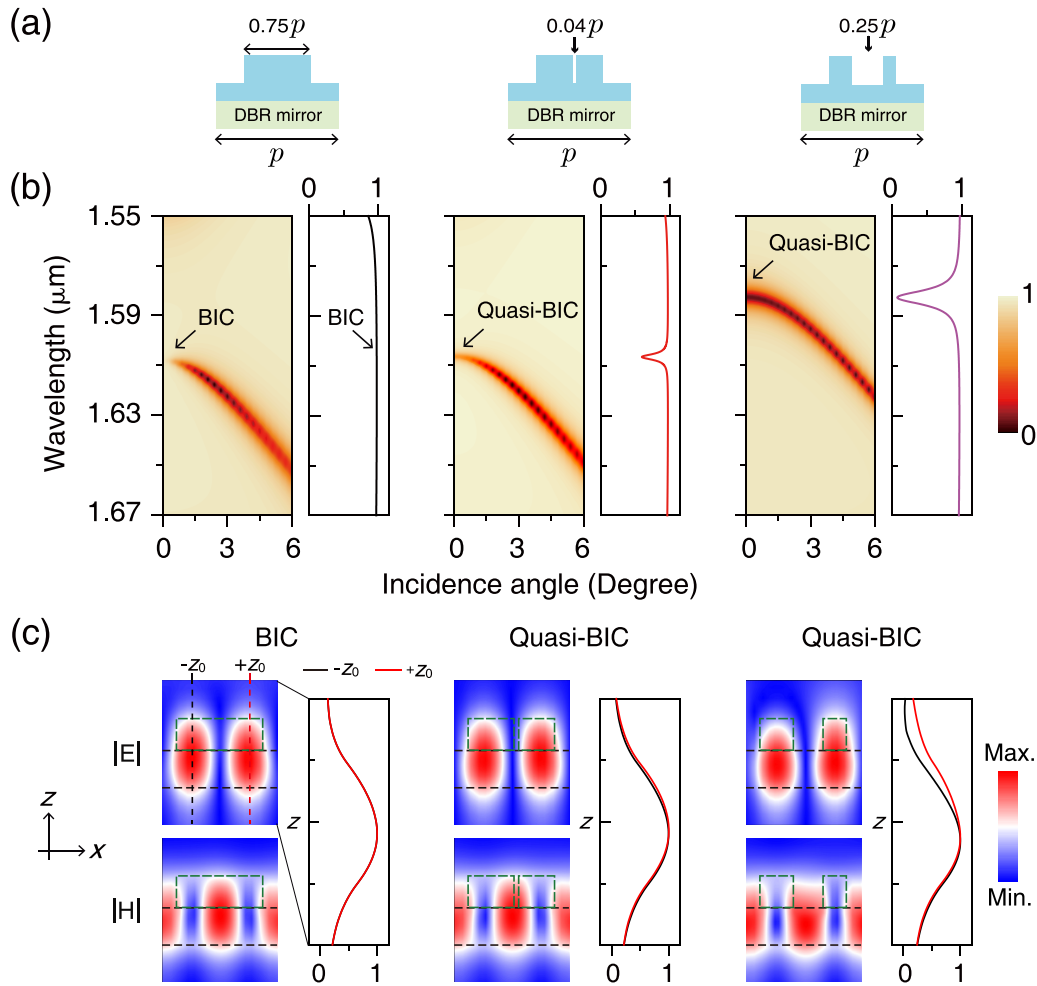 (a)
0.75p 0.04p 0.25p
DBR mirror DBR mirror DBR mirror
p p p
(b)
0 1 0 1 0 1
Wavelength (μm)
1.55
1.59
1.63
1.67
BIC BIC
Quasi-BIC
Quasi-BIC
1
0
0 3 6 0 3 6 0 3 6
Incidence angle (Degree)
(c)
BIC Quasi-BIC Quasi-BIC
-z₀ +z₀ -z₀ +z₀
|E|
z z z
z
x
|H|
Max.
Min.
0 1 0 1 0 1